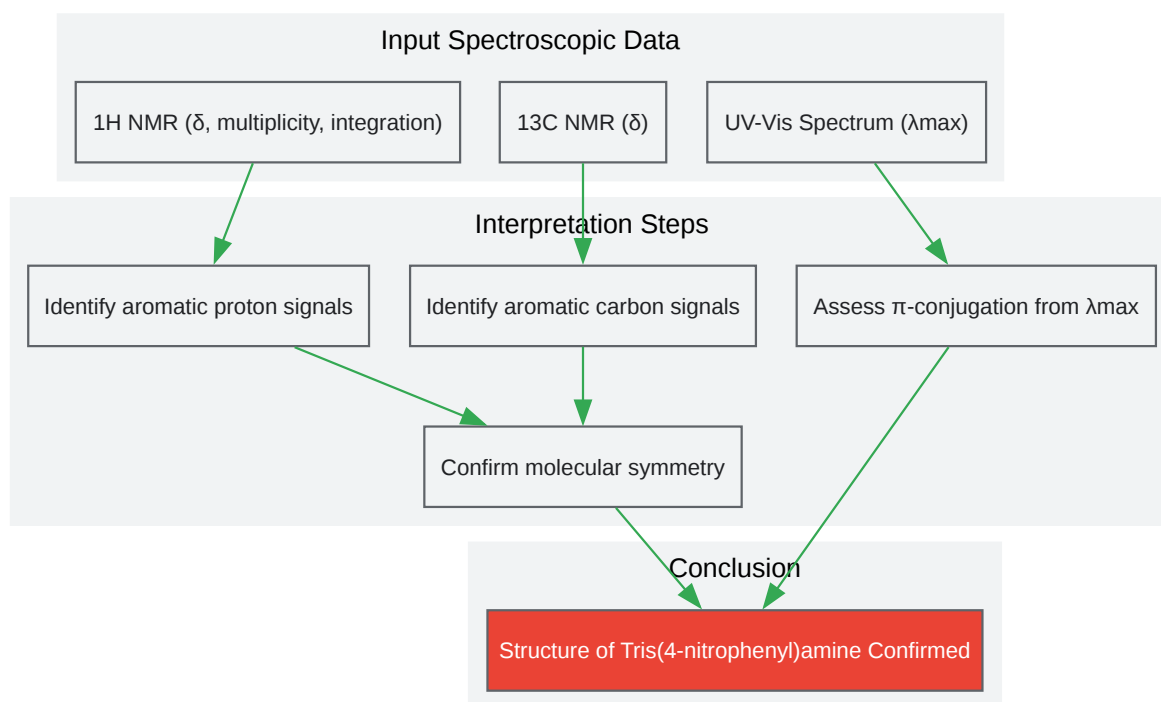 Input Spectroscopic Data
1H NMR (δ, multiplicity, integration)
13C NMR (δ)
UV-Vis Spectrum (λmax)
Interpretation Steps
Identify aromatic proton signals
Identify aromatic carbon signals
Assess π-conjugation from λmax
Confirm molecular symmetry
Conclusion
Structure of Tris(4-nitrophenyl)amine Confirmed